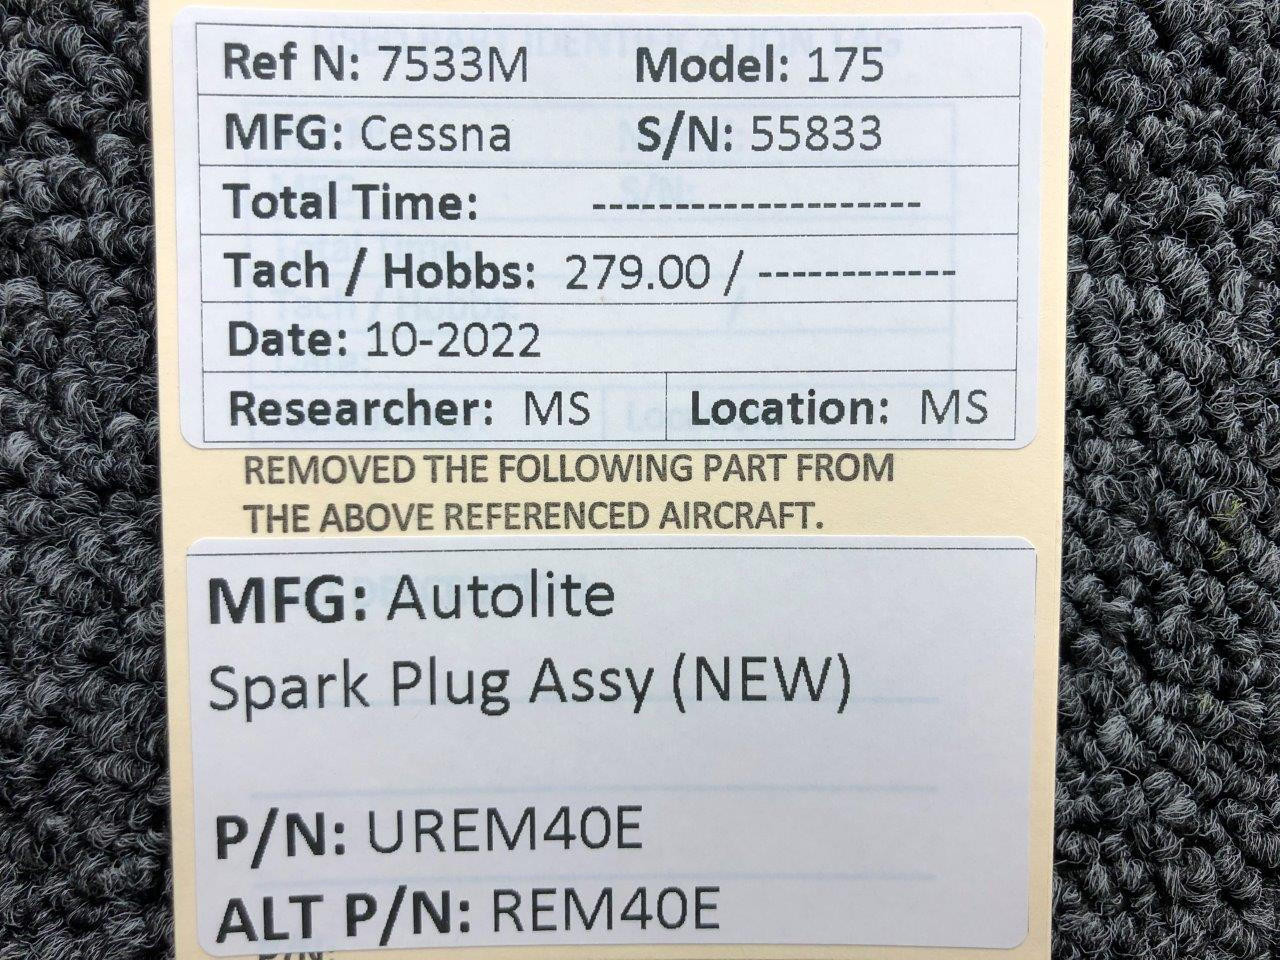 Ref N: 7533M Model: 175
MFG: Cessna S/N: 55833
Total Time: -------------------
Tach / Hobbs: 279.00 / ------------
Date: 10-2022
Researcher: MS Location: MS
REMOVED THE FOLLOWING PART FROM
THE ABOVE REFERENCED AIRCRAFT.
MFG: Autolite
Spark Plug Assy (NEW)
P/N: UREM40E
ALT P/N: REM40E
P/N: